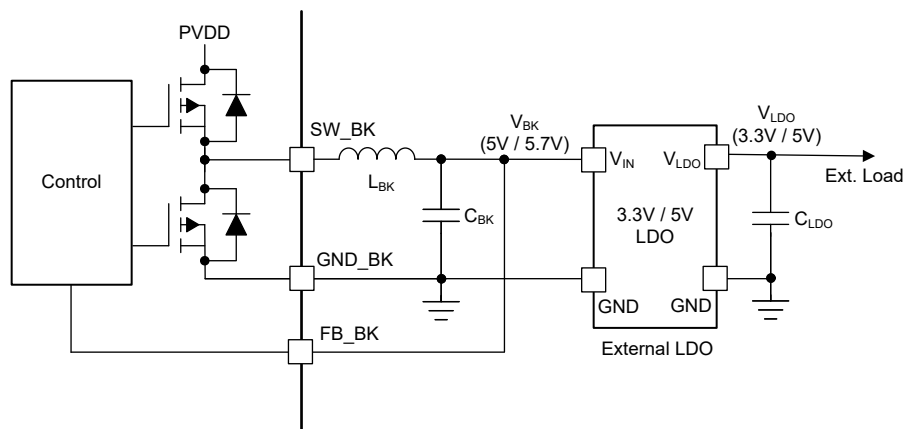 PVDD
Control
SW_BK
L_BK
V_BK
(5V / 5.7V)
C_BK
GND_BK
FB_BK
V_IN
V_LDO
3.3V / 5V
LDO
GND
GND
External LDO
V_LDO
(3.3V / 5V)
Ext. Load
C_LDO